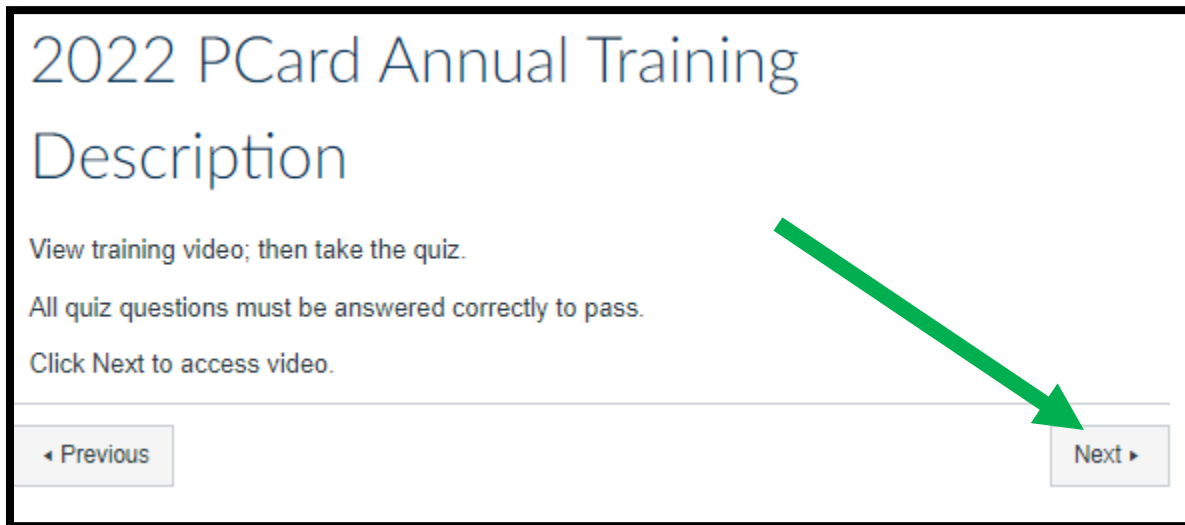 2022 PCard Annual Training
Description
View training video; then take the quiz.
All quiz questions must be answered correctly to pass.
Click Next to access video.
◂ Previous
Next ▸